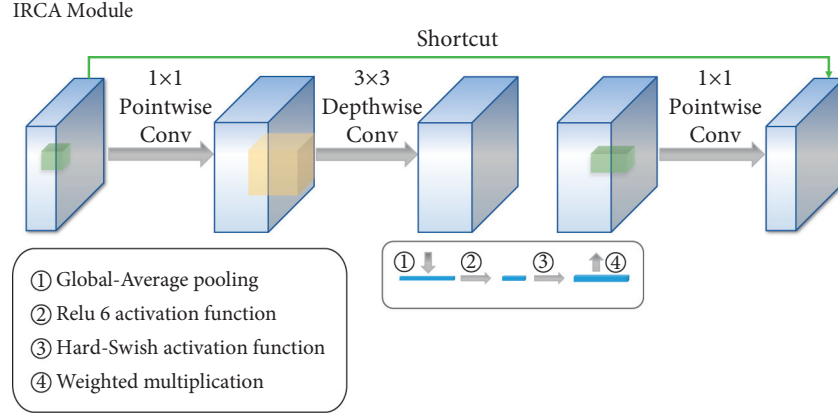 IRCA Module
Shortcut
1×1
Pointwise
Conv
3×3
Depthwise
Conv
1×1
Pointwise
Conv
① Global-Average pooling
② Relu 6 activation function
③ Hard-Swish activation function
④ Weighted multiplication
① ② ③ ④